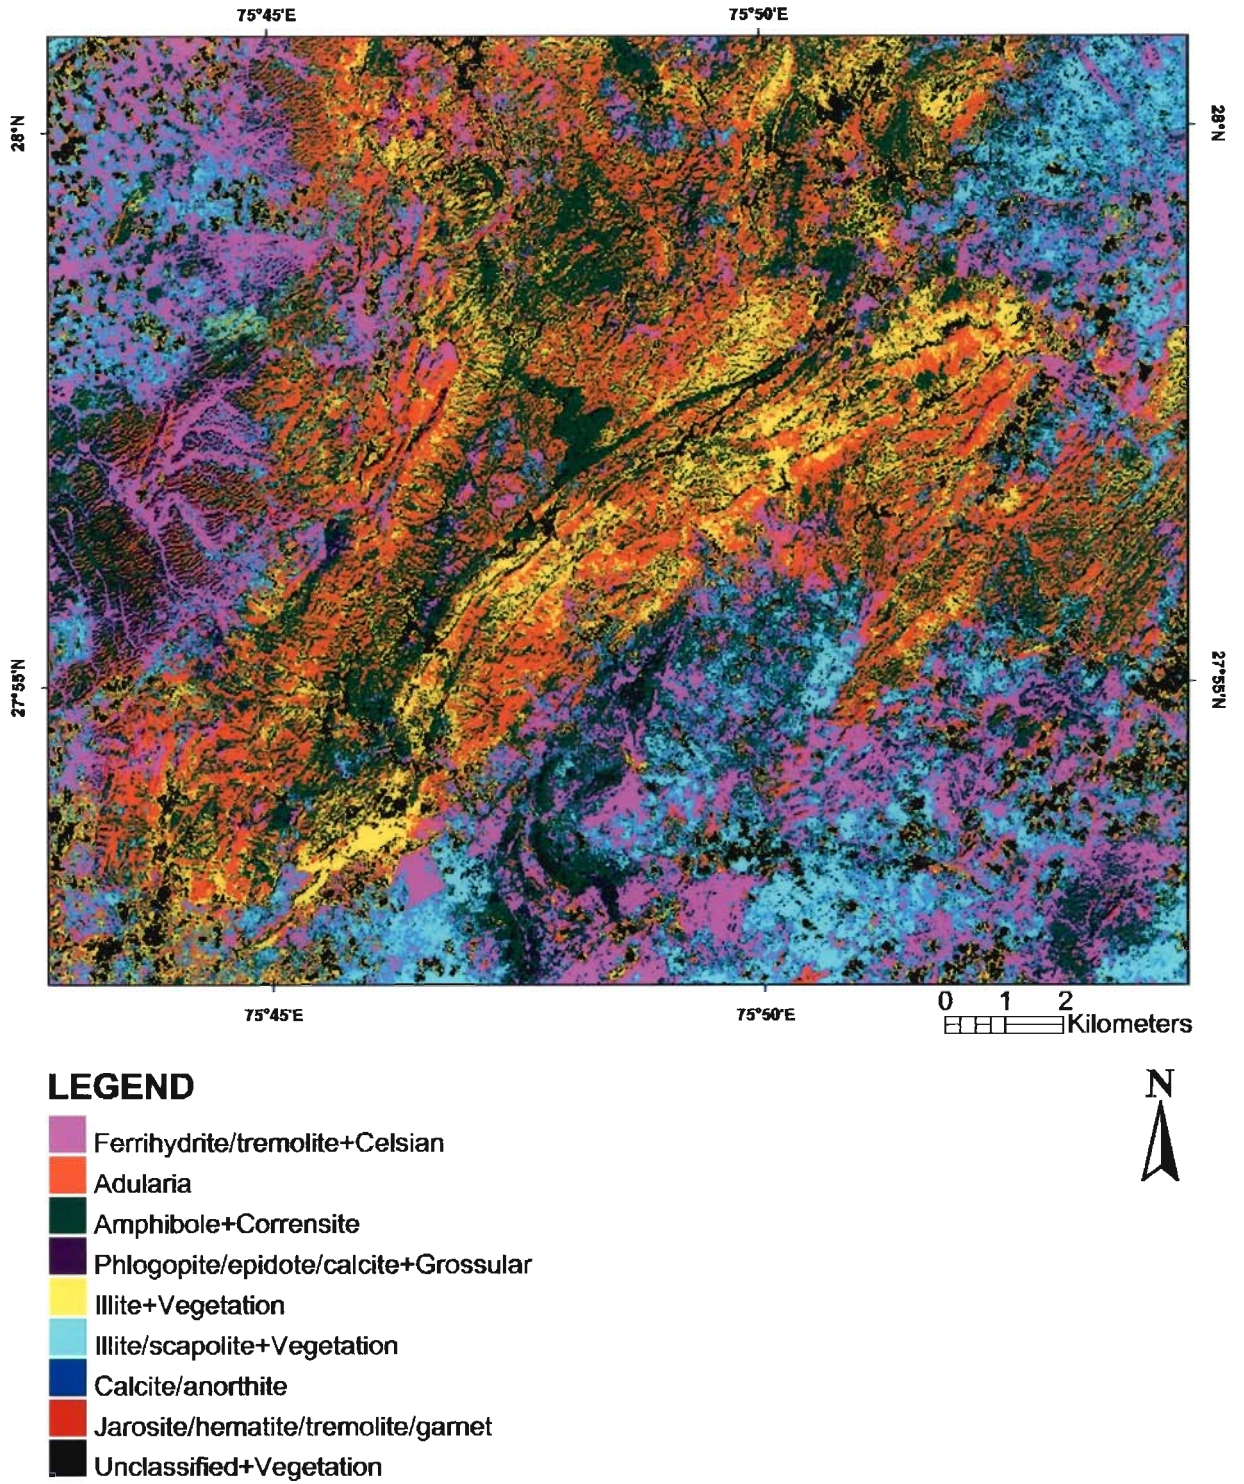 75°45'E 75°50'E
28°N 28°N
27°55'N 27°55'N
75°45'E 75°50'E
0 1 2
Kilometers
LEGEND
N
Ferrihydrite/tremolite+Celsian
Adularia
Amphibole+Corrensite
Phlogopite/epidote/calcite+Grossular
Illite+Vegetation
Illite/scapolite+Vegetation
Calcite/anorthite
Jarosite/hematite/tremolite/garnet
Unclassified+Vegetation